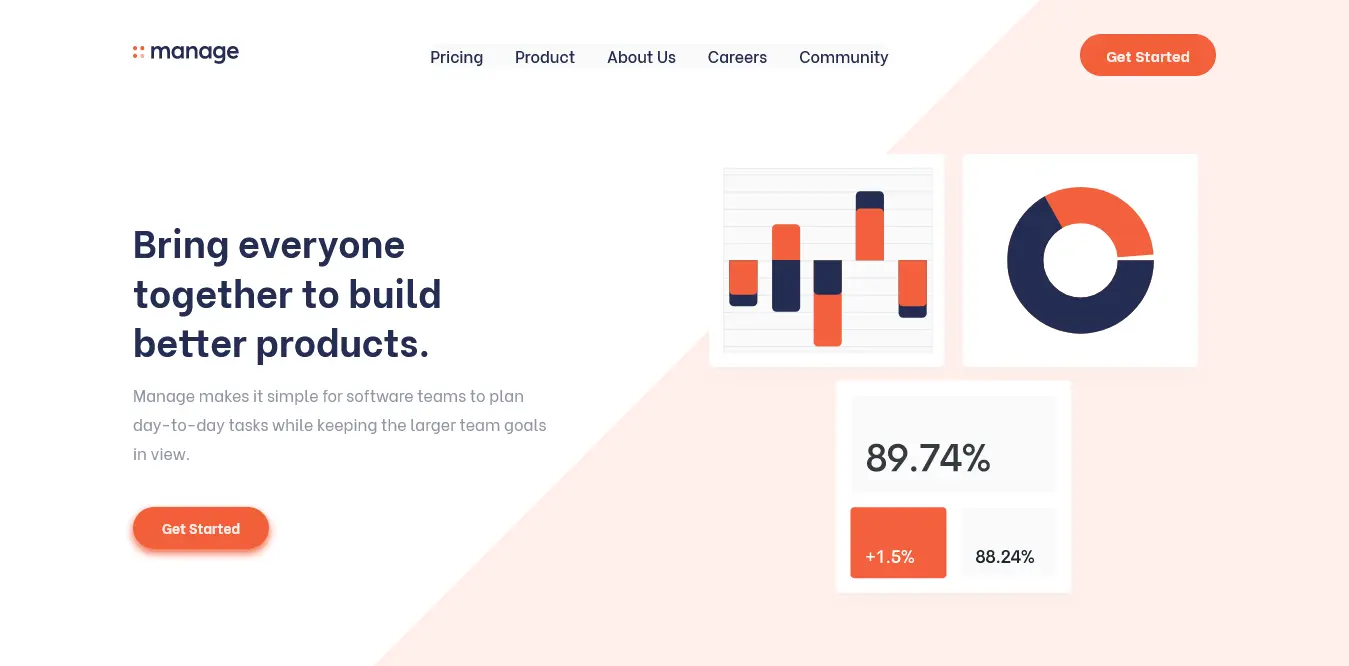 manage
Pricing Product About Us Careers Community
Get Started
Bring everyone
together to build
better products.
Manage makes it simple for software teams to plan
day-to-day tasks while keeping the larger team goals
in view.
Get Started
89.74%
+1.5% 88.24%